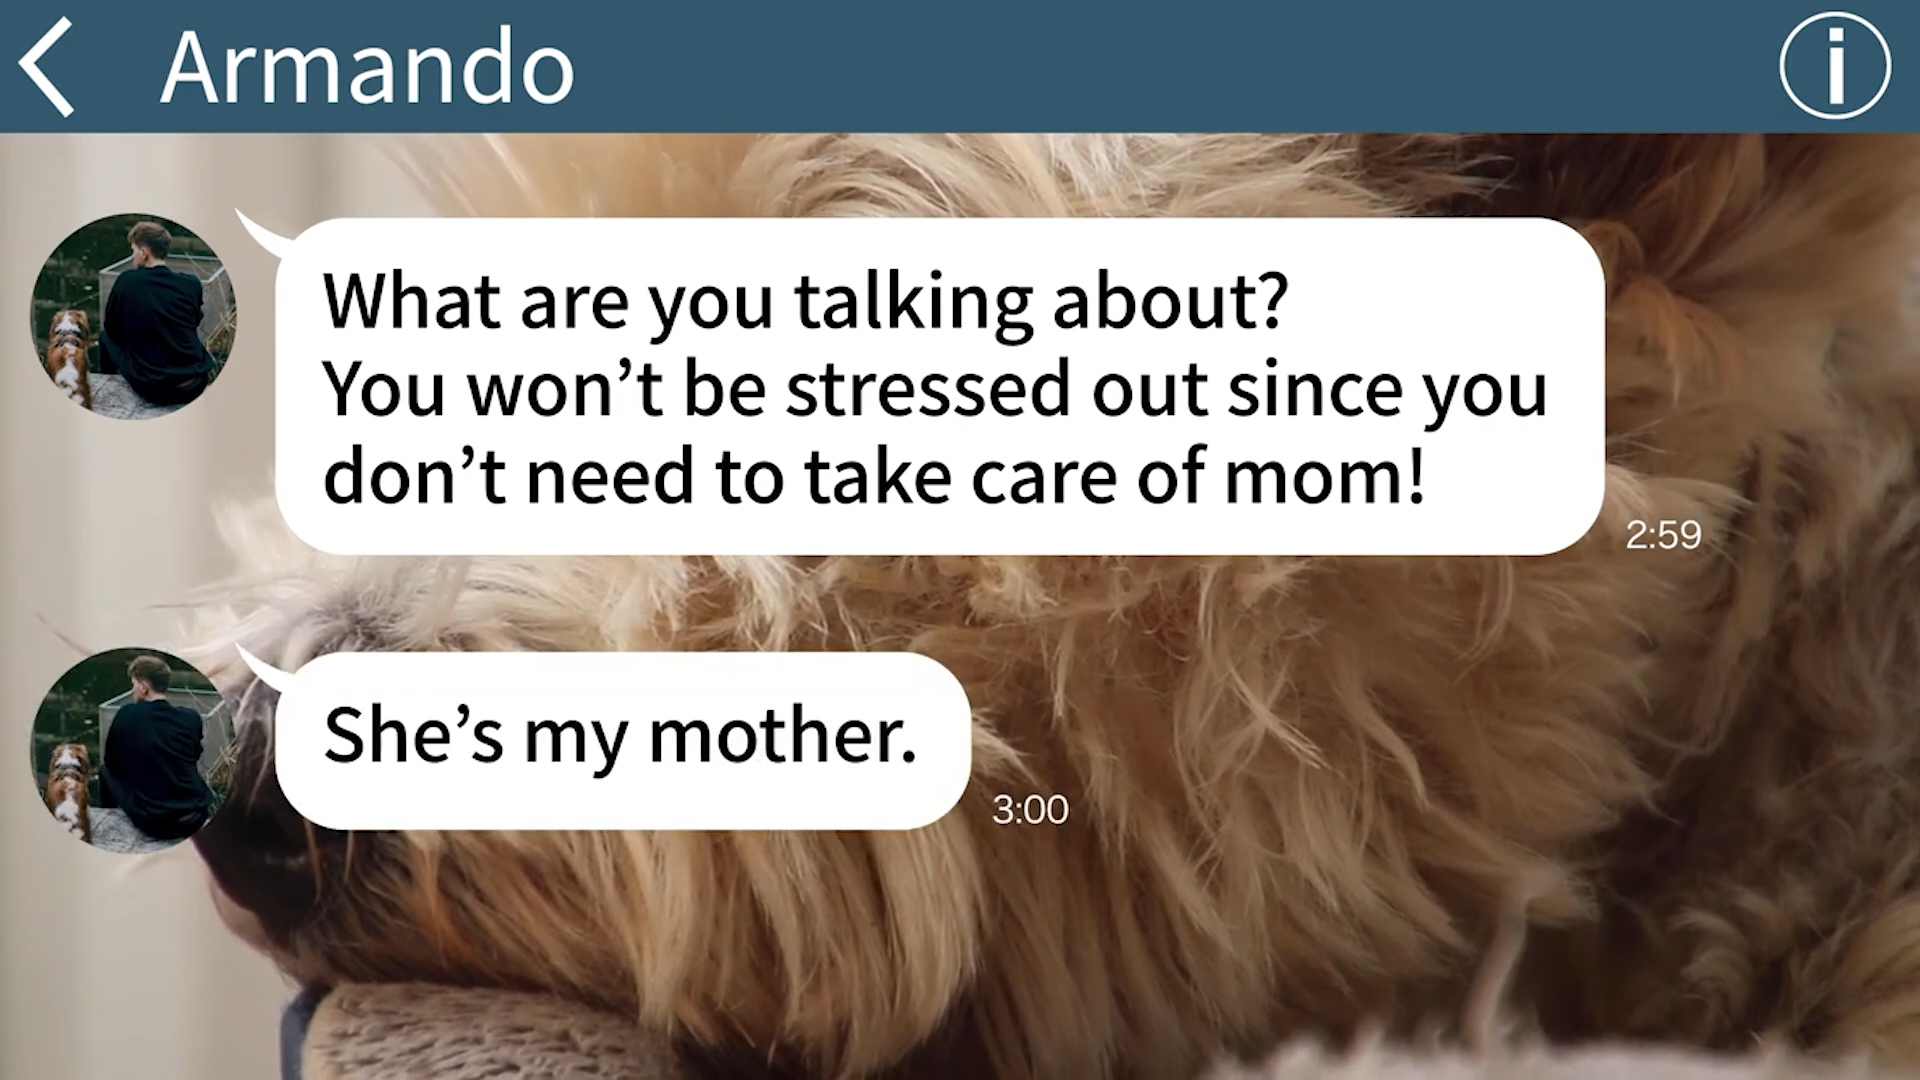 Armando
What are you talking about?
You won’t be stressed out since you
don’t need to take care of mom!
2:59
She’s my mother.
3:00